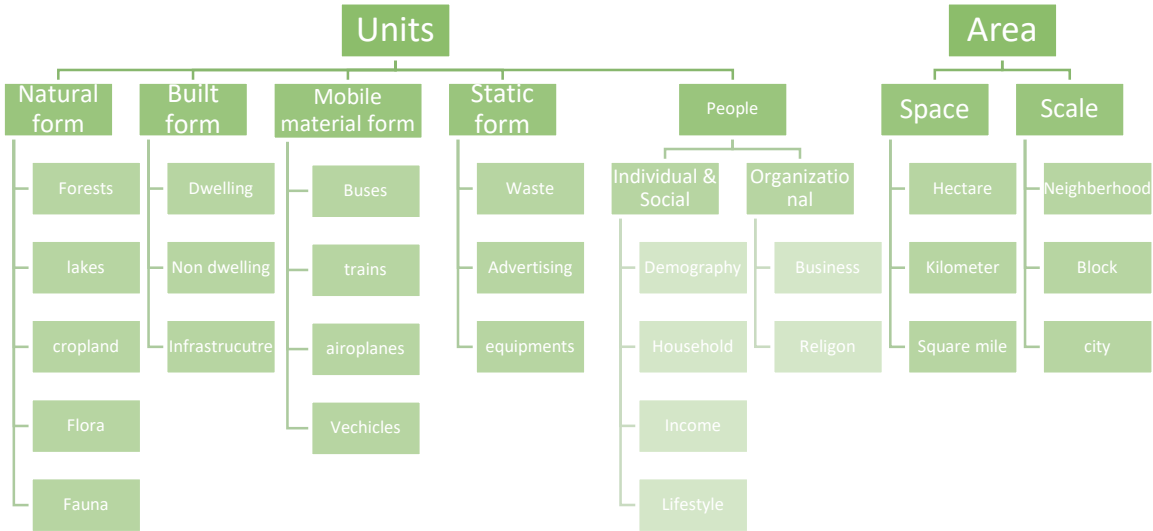 Units
Area
Natural
form
Built
form
Mobile
material form
Static
form
People
Space
Scale
Individual &
Social
Organizatio
nal
Forests
Dwelling
Buses
Waste
Hectare
Neighberhood
lakes
Non dwelling
trains
Advertising
Demography
Business
Kilometer
Block
cropland
Infrastrucutre
airoplanes
equipments
Household
Religon
Square mile
city
Flora
Vechicles
Income
Fauna
Lifestyle